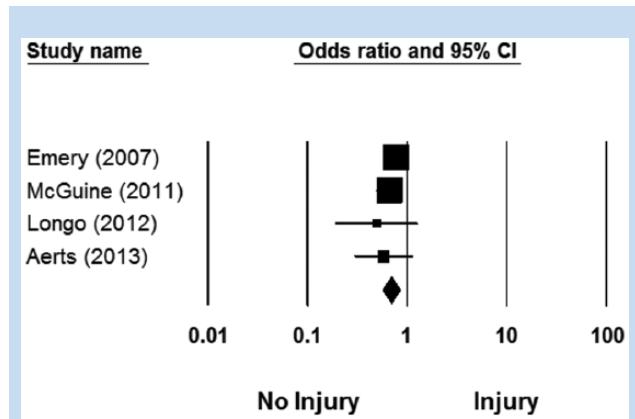 Study name Odds ratio and 95% CI
Emery (2007)
McGuine (2011)
Longo (2012)
Aerts (2013)
0.01 0.1 1 10 100
No Injury Injury